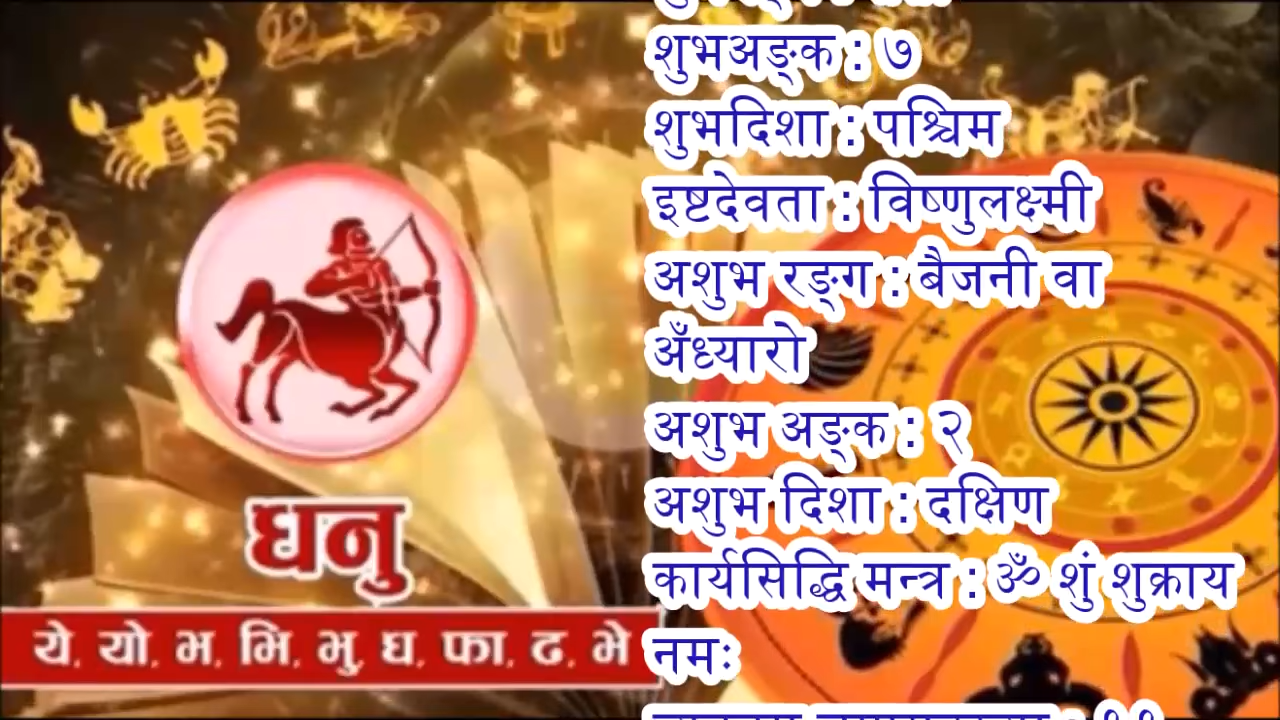 शुभअङ्क : ७
शुभदिशा : पश्चिम
इष्टदेवता : विष्णुलक्ष्मी
अशुभ रङ्ग : बैजनी वा
अँध्यारो
अशुभ अङ्क : २
अशुभ दिशा : दक्षिण
कार्यसिद्धि मन्त्र : ॐ शुं शुक्राय
नमः
धनु
ये. यो. भ. भि. भु. ध. फा. ढ. भे